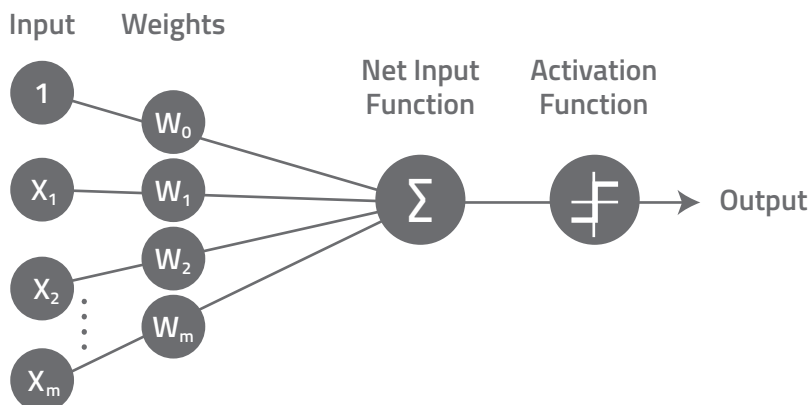 Input
Weights
Net Input
Function
Activation
Function
1
W₀
X₁
W₁
X₂
W₂
Xₘ
Wₘ
Σ
Output